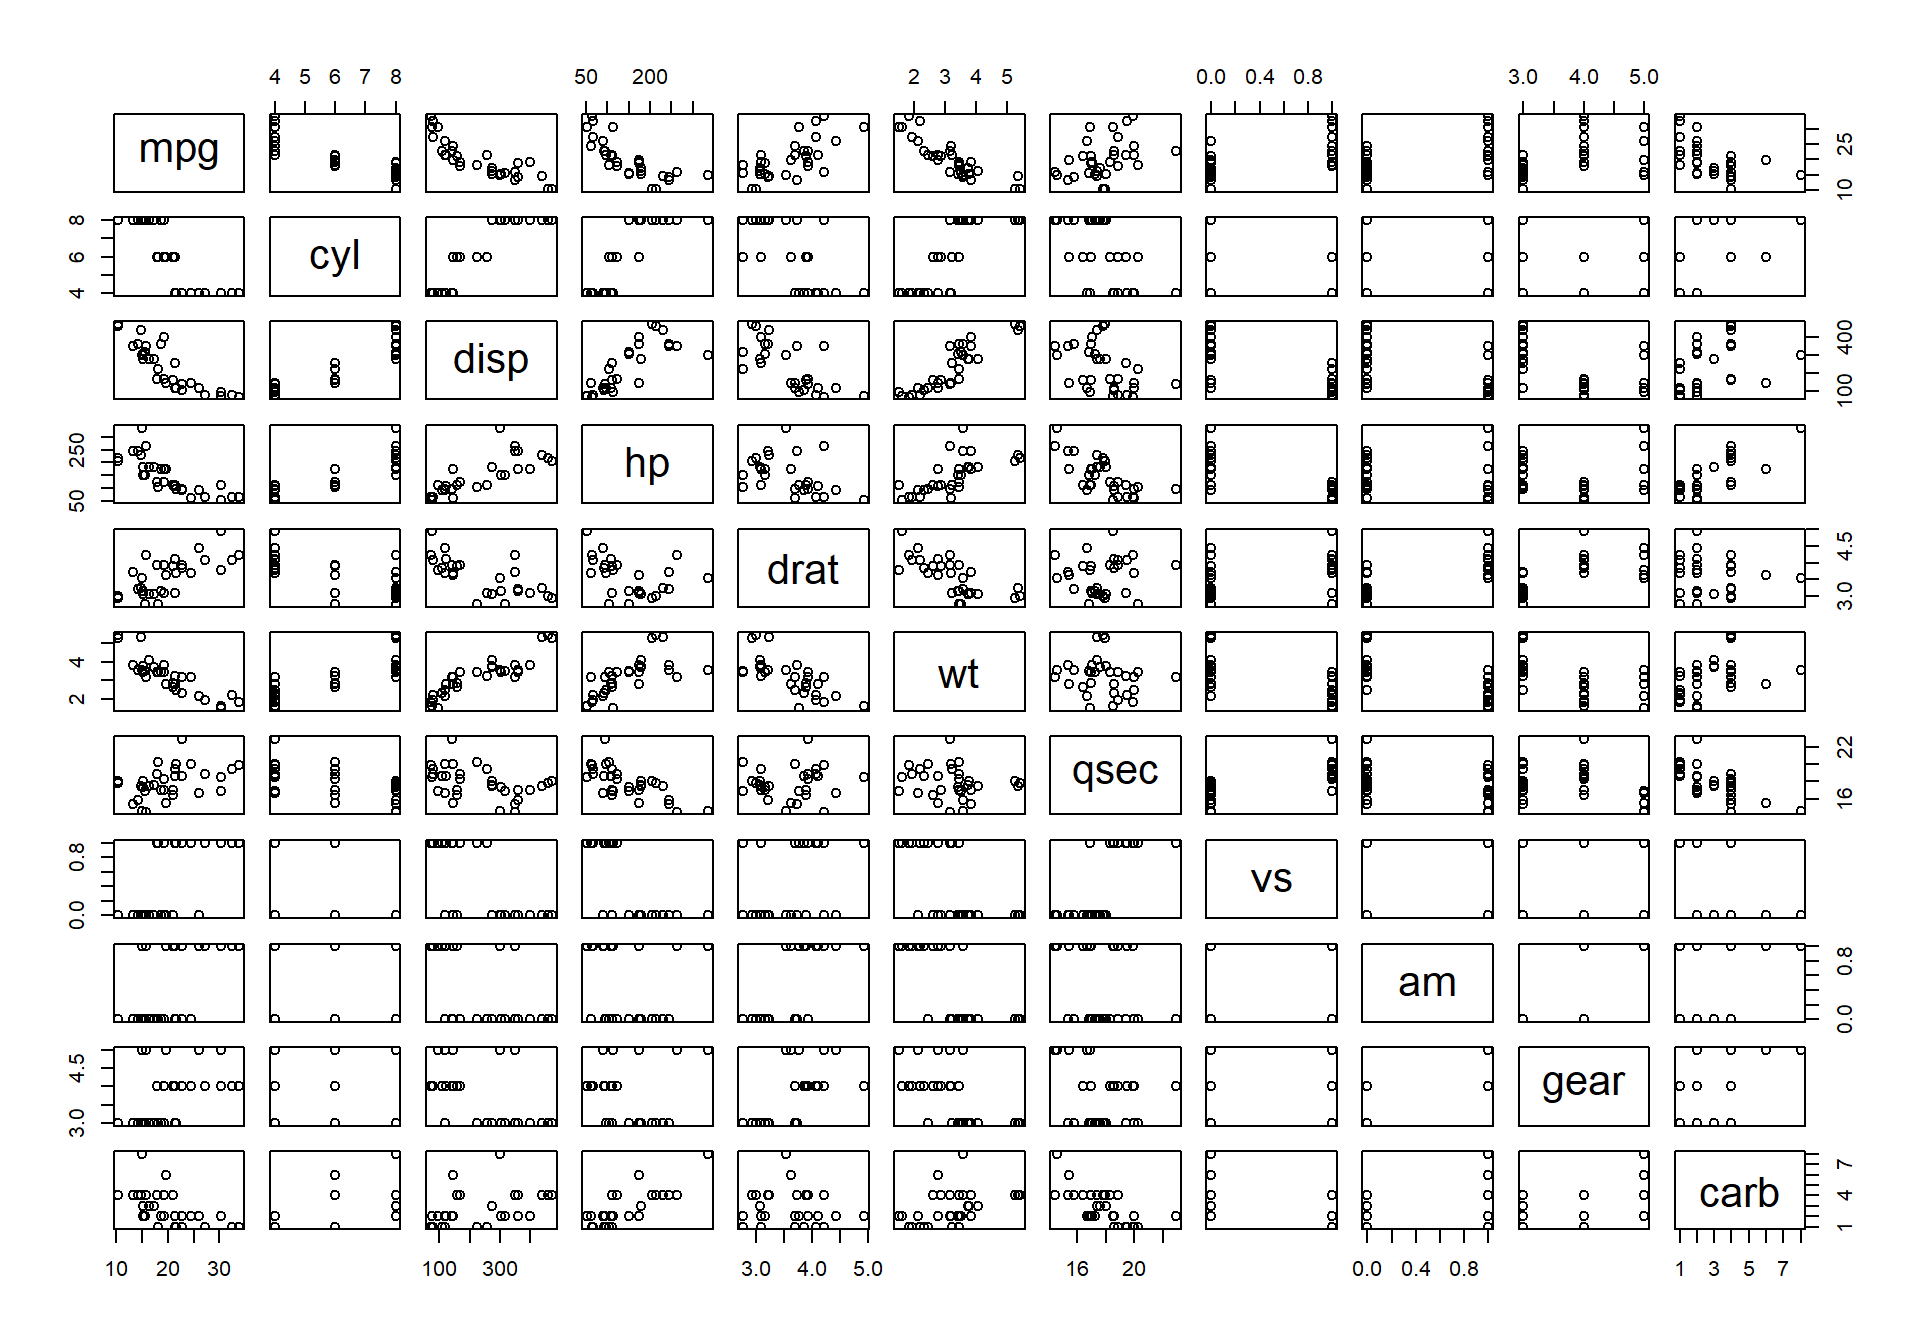 4 5 6 7 8 50 200 2 3 4 5 0.0 0.4 0.8 3.0 4.0 5.0
mpg 10 25
4 6 8 cyl
disp 100 400
50 250 hp
drat 3.0 4.5
2 4 wt
qsec 16 22
0.0 0.8 vs
am 0.0 0.8
3.0 4.5 gear
carb 1 4 7
10 20 30 100 300 3.0 4.0 5.0 16 20 0.0 0.4 0.8 1 3 5 7